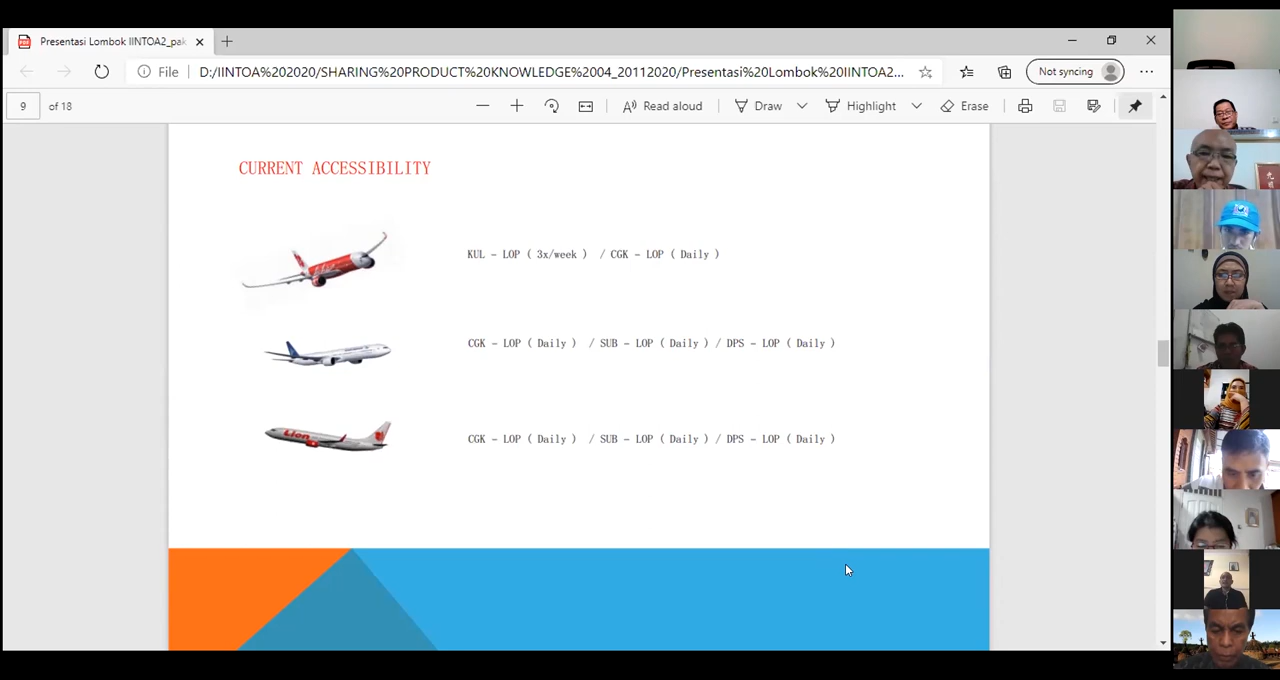 Presentasi Lombok IINTOA2_pak
File
D:/IINTOA%202020/SHARING%20PRODUCT%20KNOWLEDGE%2004_20112020/Presentasi%20Lombok%20IINTOA2...
Not syncing
9 of 18
Read aloud
Draw
Highlight
Erase
CURRENT ACCESSIBILITY
KUL - LOP ( 3x/week ) / CGK - LOP ( Daily )
CGK - LOP ( Daily ) / SUB - LOP ( Daily ) / DPS - LOP ( Daily )
Lion
CGK - LOP ( Daily ) / SUB - LOP ( Daily ) / DPS - LOP ( Daily )